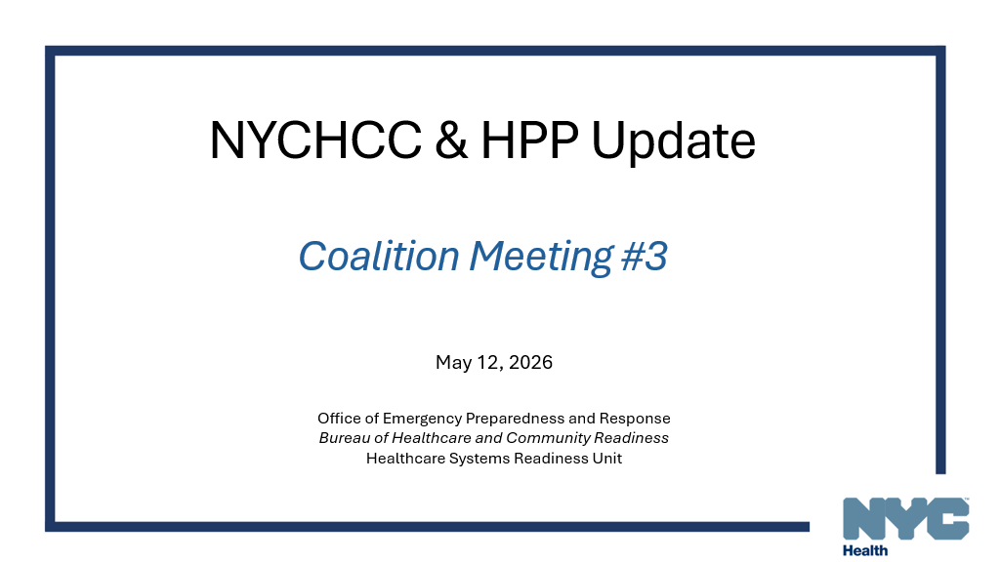 NYCHCC & HPP Update
Coalition Meeting #3
May 12, 2026
Office of Emergency Preparedness and Response
Bureau of Healthcare and Community Readiness
Healthcare Systems Readiness Unit
NYC™
Health